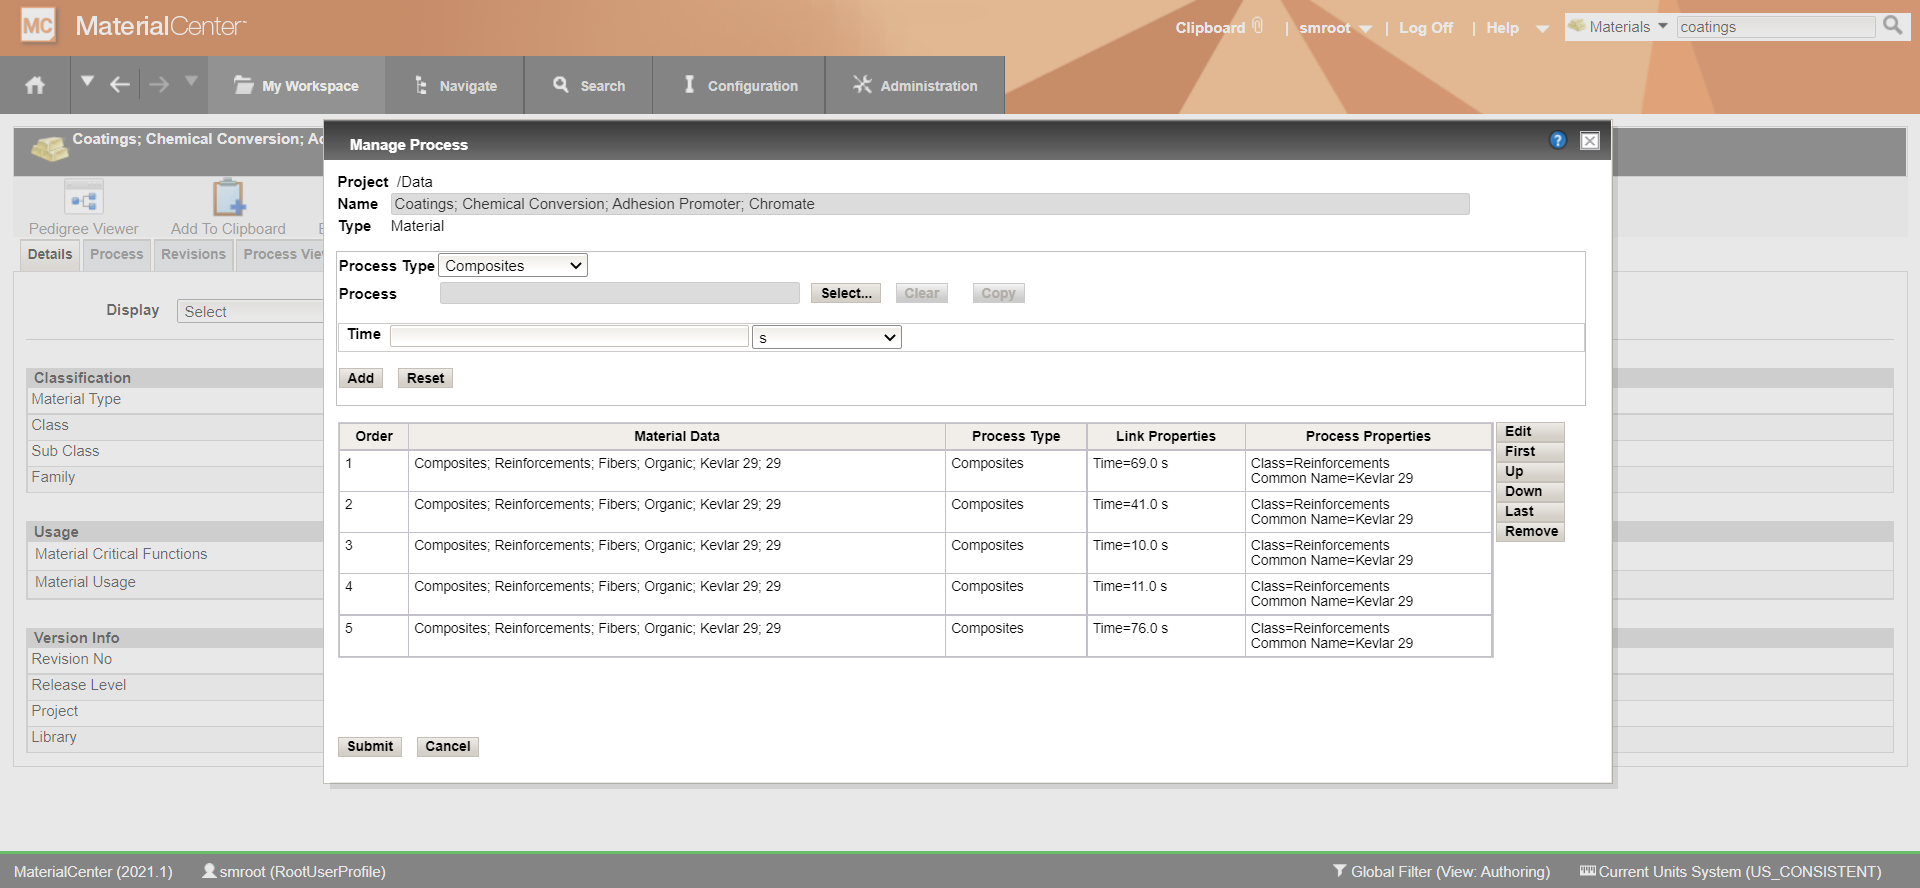 MC MaterialCenter
Clipboard | smroot | Log Off | Help Materials coatings
My Workspace Navigate Search Configuration Administration
Coatings; Chemical Conversion; Ad
Pedigree Viewer Add To Clipboard
Details Process Revisions Process Vie
Display Select
Classification
Material Type
Class
Sub Class
Family
Usage
Material Critical Functions
Material Usage
Version Info
Revision No
Release Level
Project
Library
Manage Process ?
Project /Data
Name Coatings; Chemical Conversion; Adhesion Promoter; Chromate
Type Material
Process Type Composites
Process Select... Clear Copy
Time s
Add Reset
Order Material Data Process Type Link Properties Process Properties
1 Composites; Reinforcements; Fibers; Organic; Kevlar 29; 29 Composites Time=69.0 s Class=Reinforcements
Common Name=Kevlar 29
2 Composites; Reinforcements; Fibers; Organic; Kevlar 29; 29 Composites Time=41.0 s Class=Reinforcements
Common Name=Kevlar 29
3 Composites; Reinforcements; Fibers; Organic; Kevlar 29; 29 Composites Time=10.0 s Class=Reinforcements
Common Name=Kevlar 29
4 Composites; Reinforcements; Fibers; Organic; Kevlar 29; 29 Composites Time=11.0 s Class=Reinforcements
Common Name=Kevlar 29
5 Composites; Reinforcements; Fibers; Organic; Kevlar 29; 29 Composites Time=76.0 s Class=Reinforcements
Common Name=Kevlar 29
Edit
First
Up
Down
Last
Remove
Submit Cancel
MaterialCenter (2021.1) smroot (RootUserProfile) Global Filter (View: Authoring) Current Units System (US_CONSISTENT)